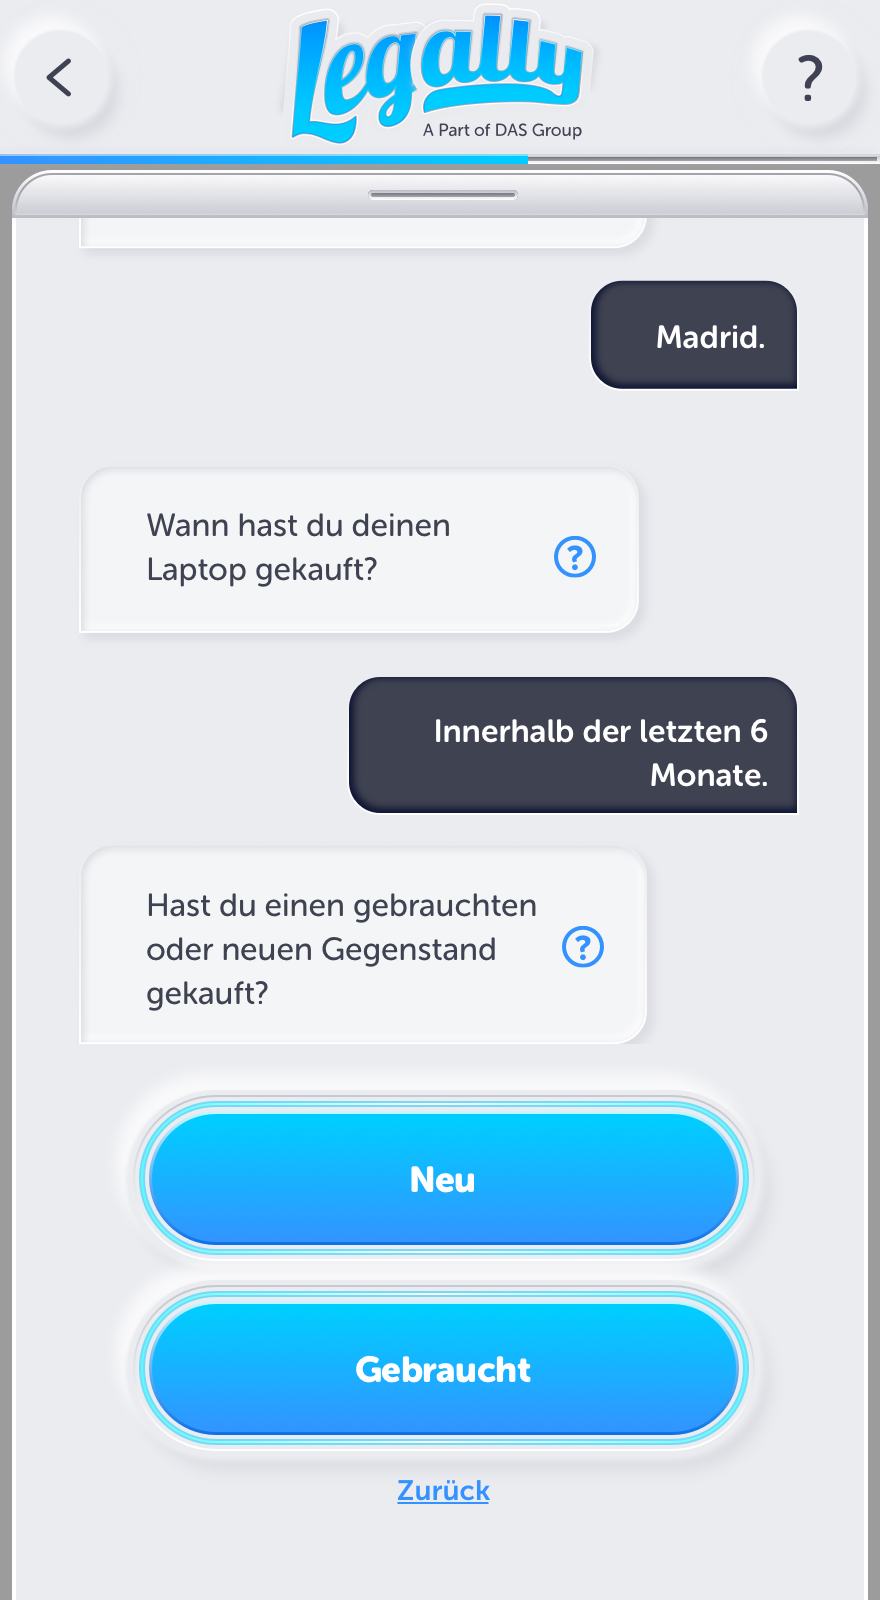 Legally
A Part of DAS Group
?
Madrid.
Wann hast du deinen
Laptop gekauft?
?
Innerhalb der letzten 6
Monate.
Hast du einen gebrauchten
oder neuen Gegenstand
gekauft?
?
Neu
Gebraucht
Zurück